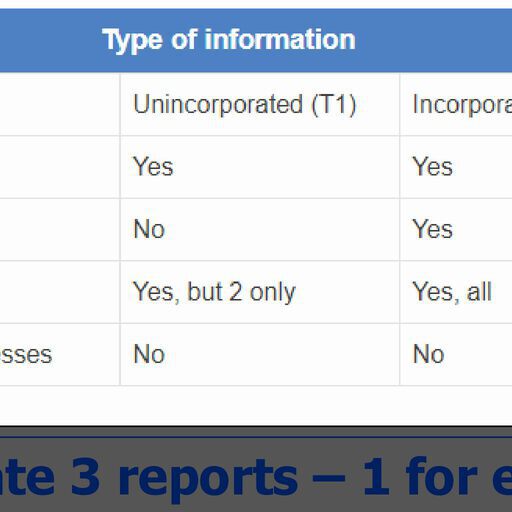 Type of information
Unincorporated (T1) Incorpora
Yes Yes
No Yes
Yes, but 2 only Yes, all
sses No No
te 3 reports – 1 for e